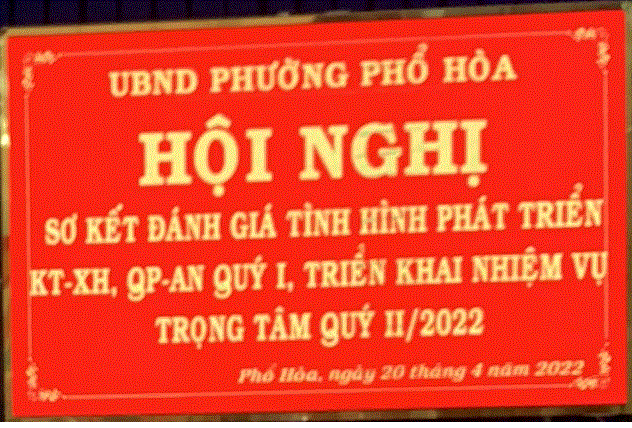 UBND PHƯỜNG PHỔ HÒA
HỘI NGHỊ
SƠ KẾT ĐÁNH GIÁ TÌNH HÌNH PHÁT TRIỂN
KT-XH, QP-AN QUÝ I, TRIỂN KHAI NHIỆM VỤ
TRỌNG TÂM QUÝ II/2022
Phổ Hòa, ngày 20 tháng 4 năm 2022